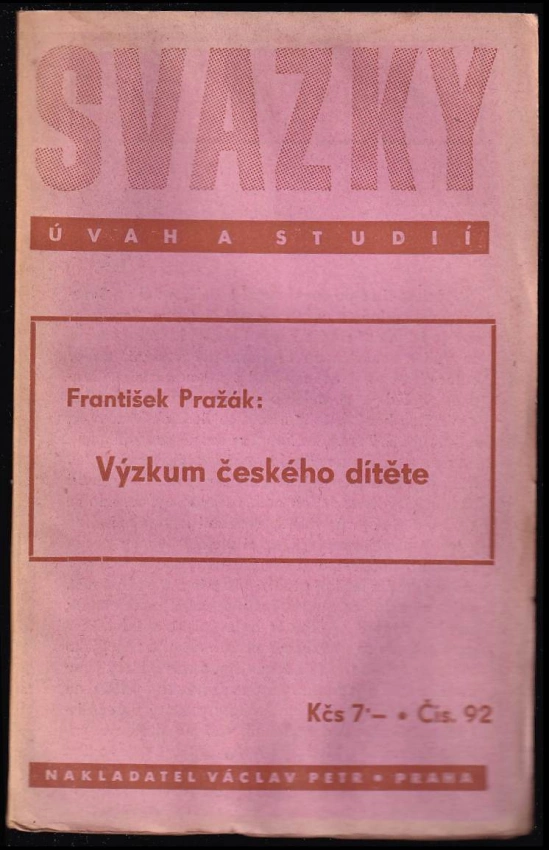 SVAZKY
ÚVAH A STUDIÍ
František Pražák:
Výzkum českého dítěte
Kčs 7·– • Čís. 92
NAKLADATEL VÁCLAV PETR • PRAHA